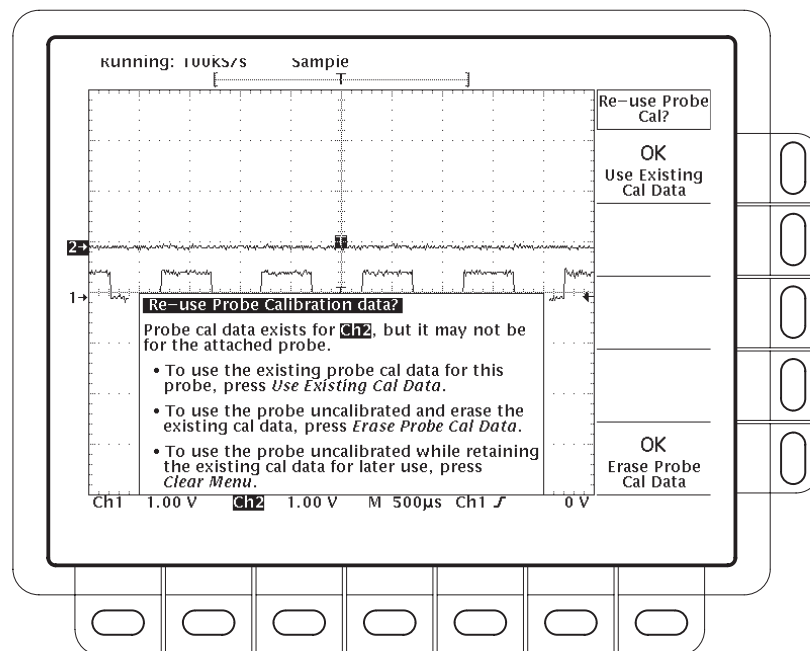 Running: 100kS/s Sample
T
Re-use Probe
Cal?
OK
Use Existing
Cal Data
T
2
1
Re-use Probe Calibration data?
Probe cal data exists for Ch2, but it may not be
for the attached probe.
• To use the existing probe cal data for this
probe, press Use Existing Cal Data.
• To use the probe uncalibrated and erase the
existing cal data, press Erase Probe Cal Data.
• To use the probe uncalibrated while retaining
the existing cal data for later use, press
Clear Menu.
OK
Erase Probe
Cal Data
Ch1 1.00 V Ch2 1.00 V M 500µs Ch1 0 V